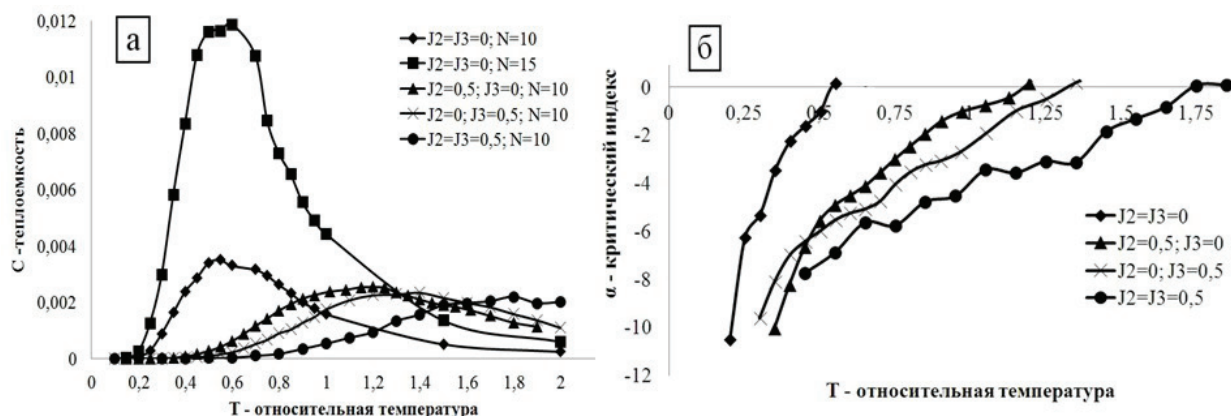 а
0,012
0,01
0,008
0,006
0,004
0,002
0
C -теплоемкость
J2=J3=0; N=10
J2=J3=0; N=15
J2=0,5; J3=0; N=10
J2=0; J3=0,5; N=10
J2=J3=0,5; N=10
0 0,2 0,4 0,6 0,8 1 1,2 1,4 1,6 1,8 2
T - относительная температура
б
0
-2
-4
-6
-8
-10
-12
α - критический индекс
0 0,25 0,5 0,75 1 1,25 1,5 1,75
J2=J3=0
J2=0,5; J3=0
J2=0; J3=0,5
J2=J3=0,5
T - относительная температура